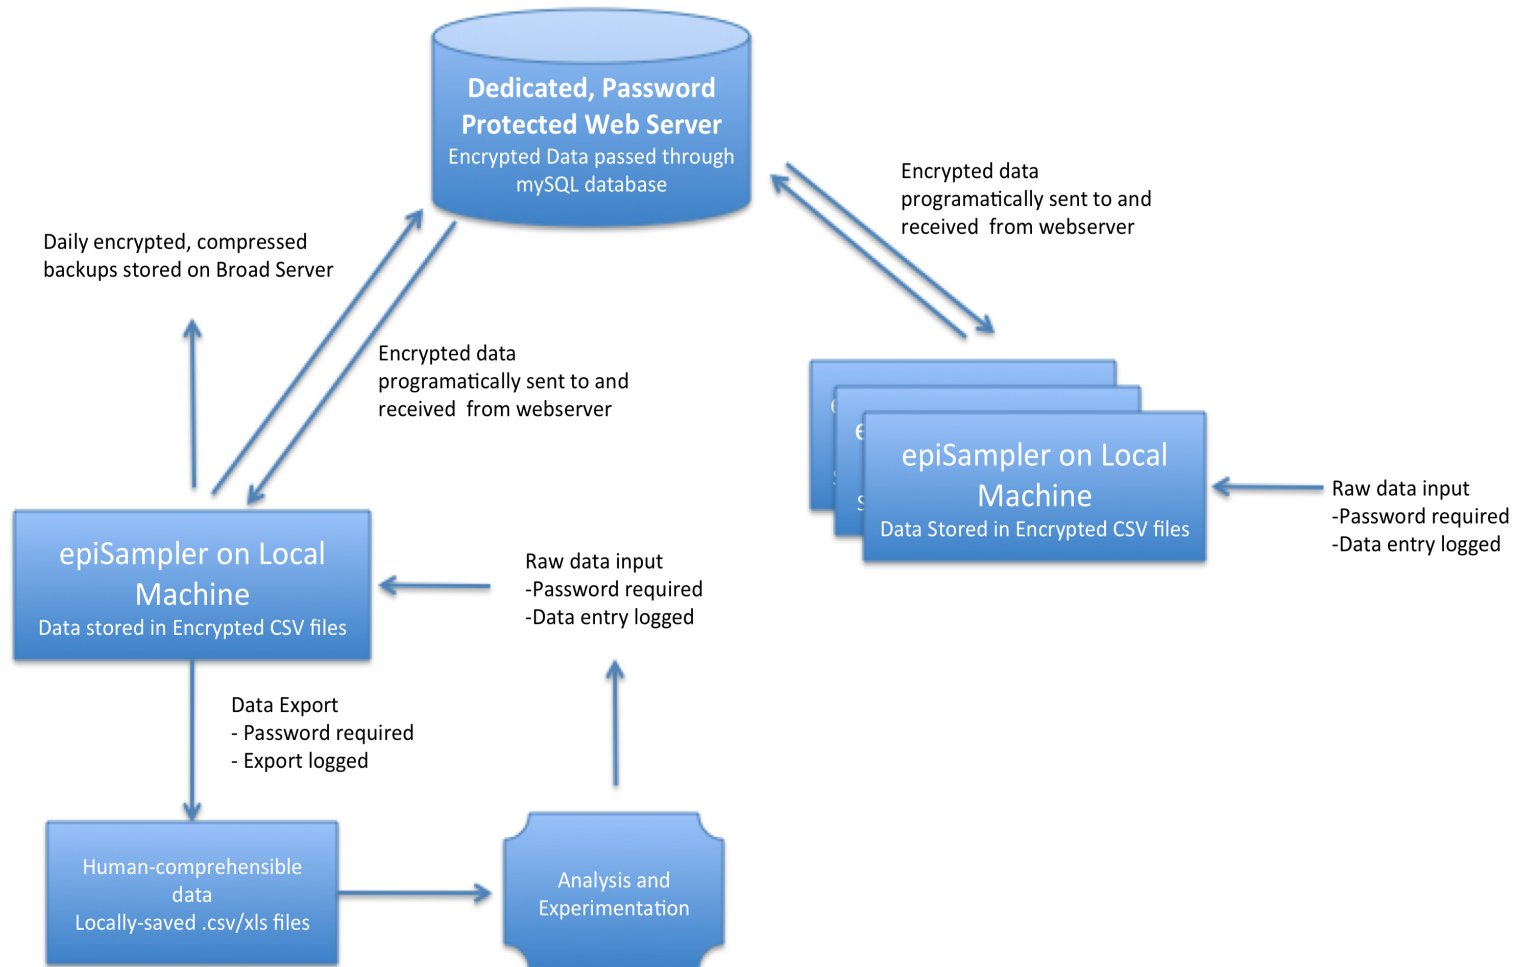 Dedicated, Password
Protected Web Server
Encrypted Data passed through
mySQL database
Encrypted data
programatically sent to and
received from webserver
Daily encrypted, compressed
backups stored on Broad Server
Encrypted data
programatically sent to and
received from webserver
epiSampler on Local
Machine
Data Stored in Encrypted CSV files
Raw data input
-Password required
-Data entry logged
epiSampler on Local
Machine
Data stored in Encrypted CSV files
Raw data input
-Password required
-Data entry logged
Data Export
- Password required
- Export logged
Human-comprehensible
data
Locally-saved .csv/xls files
Analysis and
Experimentation